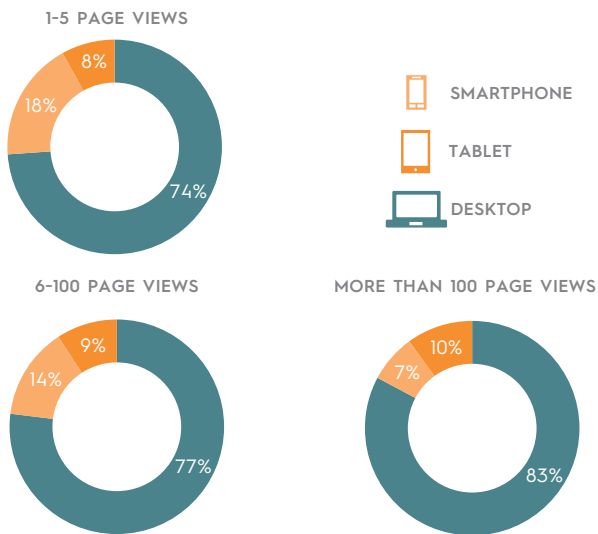 1-5 PAGE VIEWS
8%
18%
74%
SMARTPHONE
TABLET
DESKTOP
6-100 PAGE VIEWS
9%
14%
77%
MORE THAN 100 PAGE VIEWS
10%
7%
83%